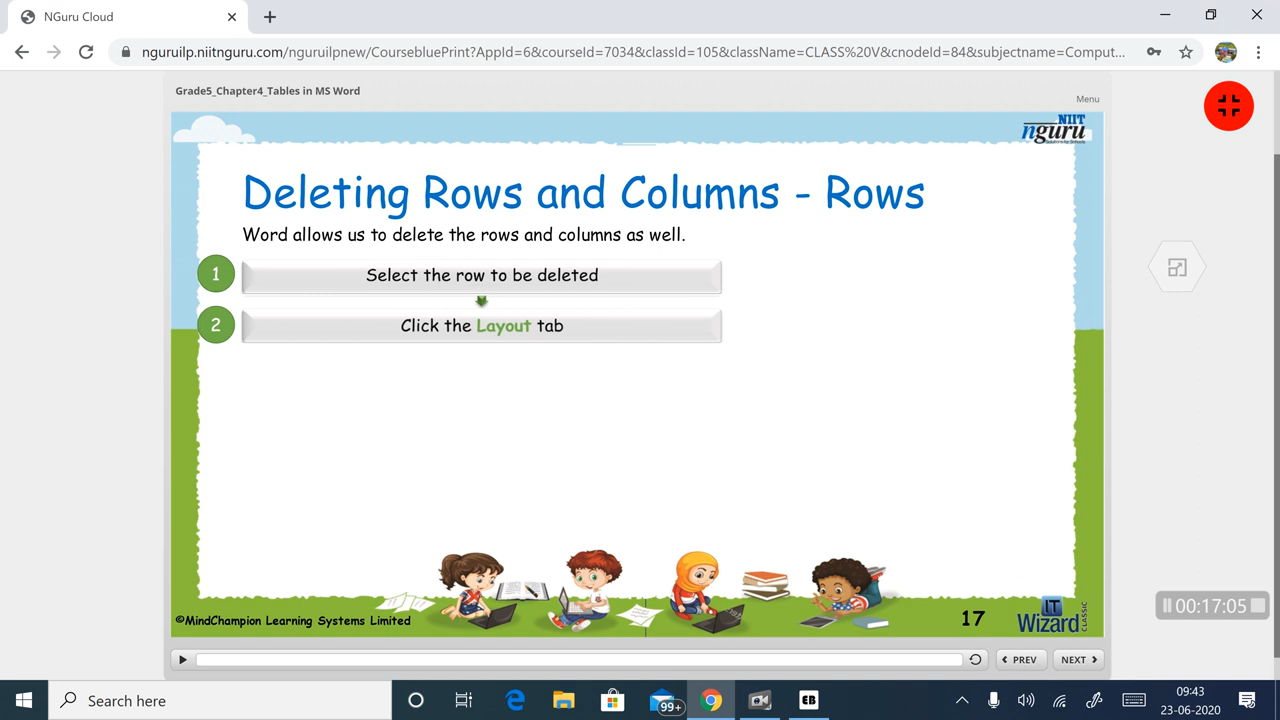 NGuru Cloud
nguruilp.niitnguru.com/nguruilpnew/CoursebluePrint?AppId=6&courseId=7034&classId=105&className=CLASS%20V&cnodeId=84&subjectname=Comput...
Grade5_Chapter4_Tables in MS Word
Menu
NIIT
nguru
Solutions for Schools
Deleting Rows and Columns - Rows
Word allows us to delete the rows and columns as well.
1 Select the row to be deleted
2 Click the Layout tab
©MindChampion Learning Systems Limited
17
IT
Wizard
CLASSIC
00:17:05
PREV
NEXT
Search here
99+
EB
09:43
23-06-2020